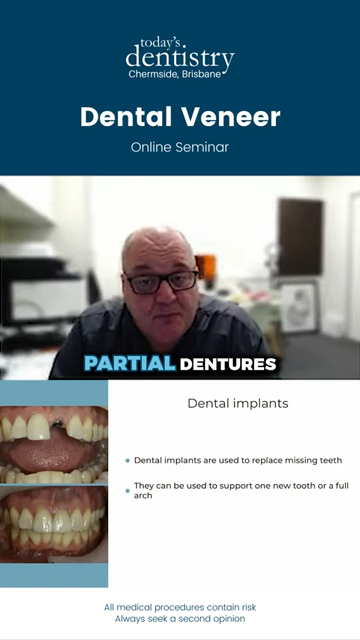 today's
dentistry
Chermside, Brisbane
Dental Veneer
Online Seminar
PARTIAL DENTURES
Dental implants
Dental implants are used to replace missing teeth
They can be used to support one new tooth or a full
arch
All medical procedures contain risk
Always seek a second opinion